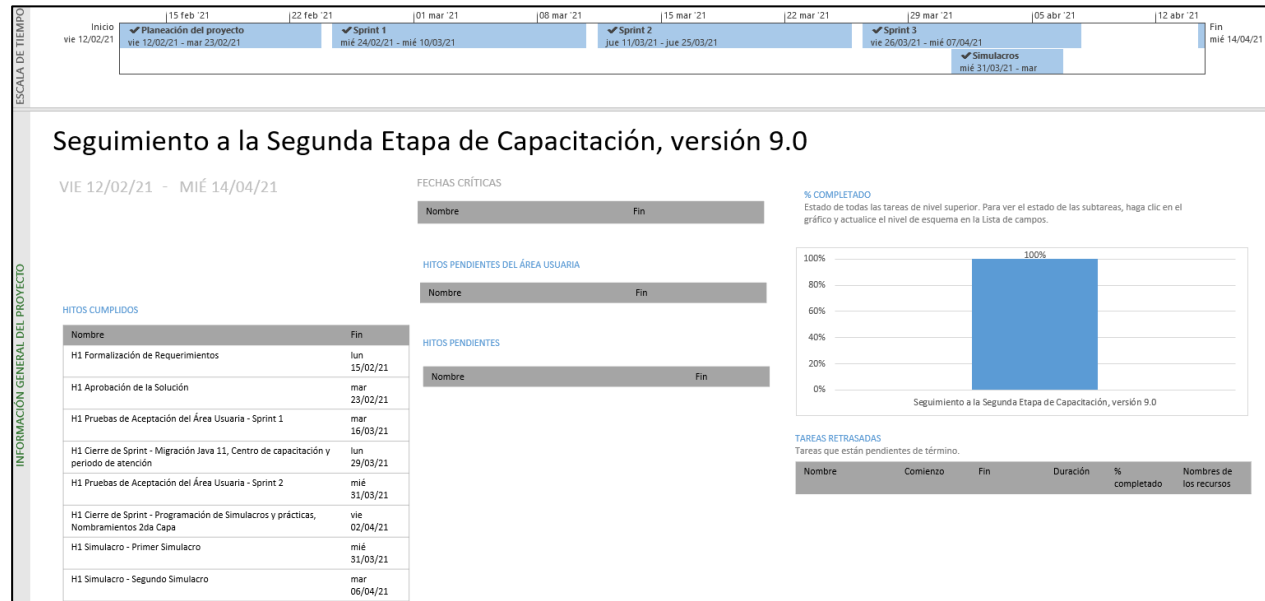 ESCALA DE TIEMPO
15 feb '21
22 feb '21
01 mar '21
08 mar '21
15 mar '21
22 mar '21
29 mar '21
05 abr '21
12 abr '21
Inicio
vie 12/02/21
✔Planeación del proyecto
vie 12/02/21 - mar 23/02/21
✔Sprint 1
mié 24/02/21 - mié 10/03/21
✔Sprint 2
jue 11/03/21 - jue 25/03/21
✔Sprint 3
vie 26/03/21 - mié 07/04/21
✔Simulacros
mié 31/03/21 - mar
Fin
mié 14/04/21
INFORMACIÓN GENERAL DEL PROYECTO
Seguimiento a la Segunda Etapa de Capacitación, versión 9.0
VIE 12/02/21 - MIÉ 14/04/21
HITOS CUMPLIDOS
Nombre Fin
H1 Formalización de Requerimientos lun
15/02/21
H1 Aprobación de la Solución mar
23/02/21
H1 Pruebas de Aceptación del Área Usuaria - Sprint 1 mar
16/03/21
H1 Cierre de Sprint - Migración Java 11, Centro de capacitación y lun
periodo de atención 29/03/21
H1 Pruebas de Aceptación del Área Usuaria - Sprint 2 mié
31/03/21
H1 Cierre de Sprint - Programación de Simulacros y prácticas, vie
Nombramientos 2da Capa 02/04/21
H1 Simulacro - Primer Simulacro mié
31/03/21
H1 Simulacro - Segundo Simulacro mar
06/04/21
FECHAS CRÍTICAS
Nombre Fin
HITOS PENDIENTES DEL ÁREA USUARIA
Nombre Fin
HITOS PENDIENTES
Nombre Fin
% COMPLETADO
Estado de todas las tareas de nivel superior. Para ver el estado de las subtareas, haga clic en el
gráfico y actualice el nivel de esquema en la Lista de campos.
100%
100%
80%
60%
40%
20%
0%
Seguimiento a la Segunda Etapa de Capacitación, versión 9.0
TAREAS RETRASADAS
Tareas que están pendientes de término.
Nombre Comienzo Fin Duración % Nombres de
completado los recursos